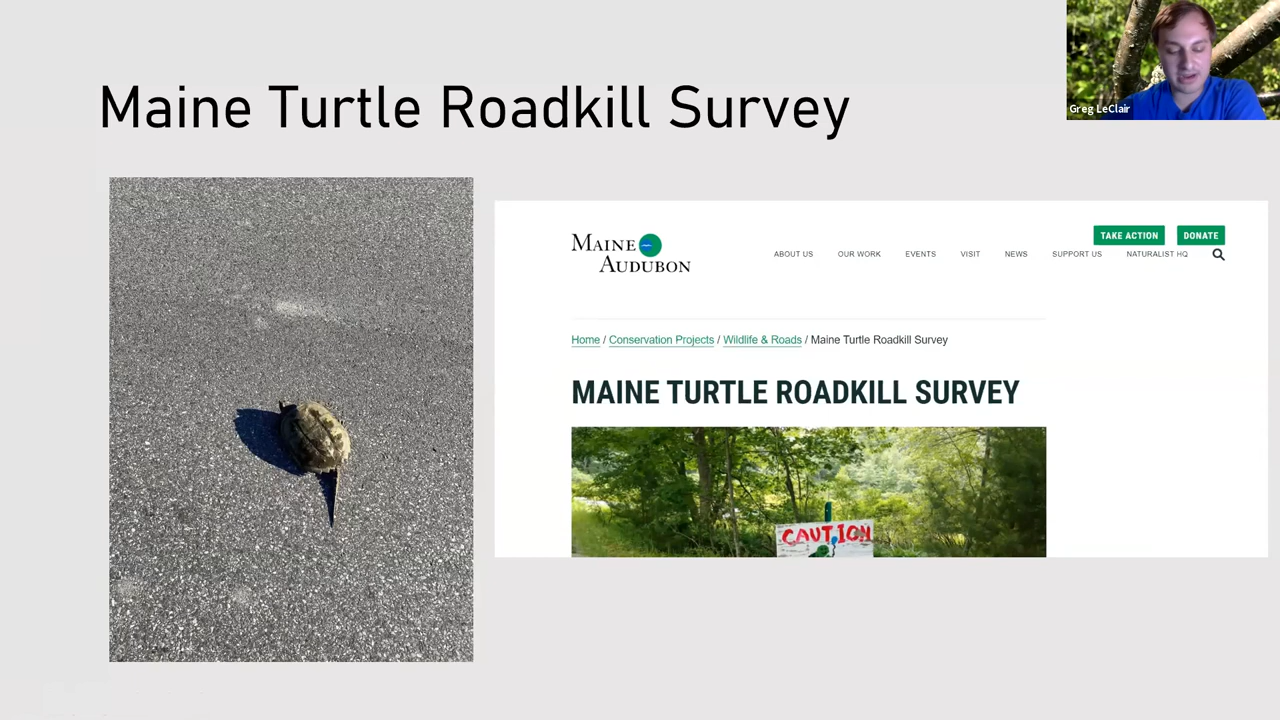 Maine Turtle Roadkill Survey
Greg LeClair
MAINE
AUDUBON
TAKE ACTION DONATE
ABOUT US OUR WORK EVENTS VISIT NEWS SUPPORT US NATURALIST HQ
Home / Conservation Projects / Wildlife & Roads / Maine Turtle Roadkill Survey
MAINE TURTLE ROADKILL SURVEY
CAUTION